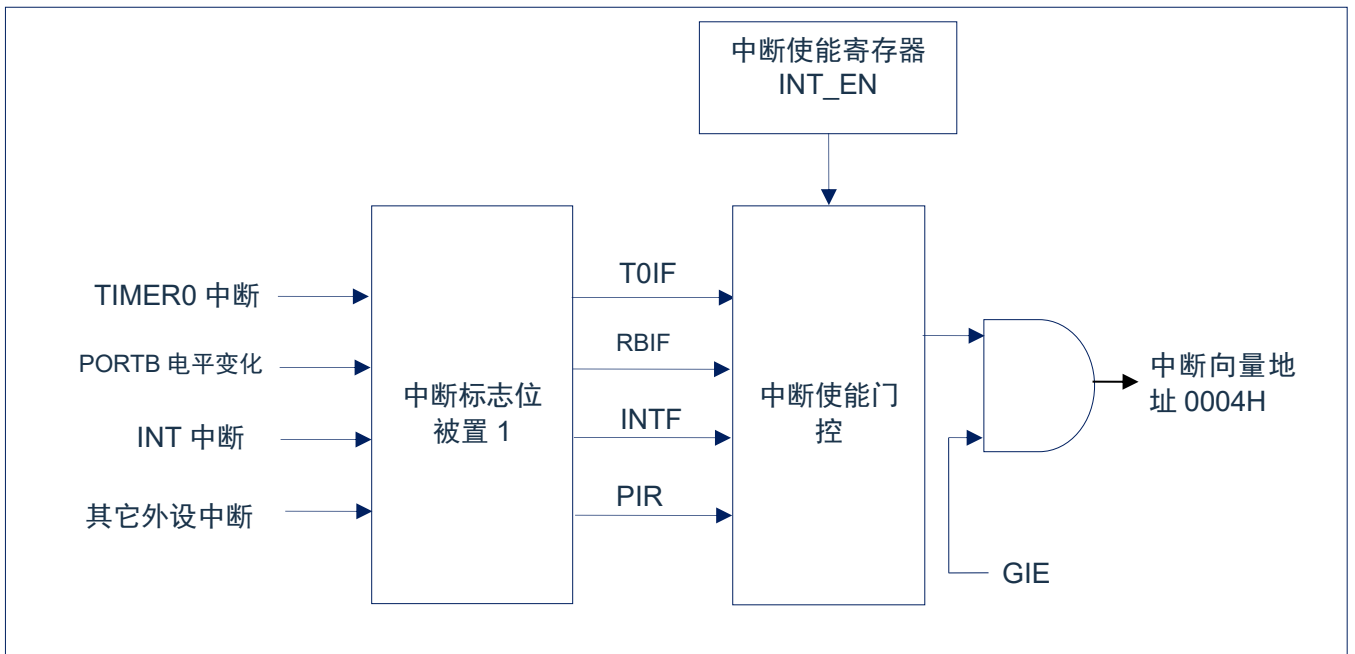 中断使能寄存器
INT_EN
TIMER0 中断
PORTB 电平变化
INT 中断
其它外设中断
中断标志位
被置 1
T0IF
RBIF
INTF
PIR
中断使能门
控
GIE
中断向量地
址 0004H